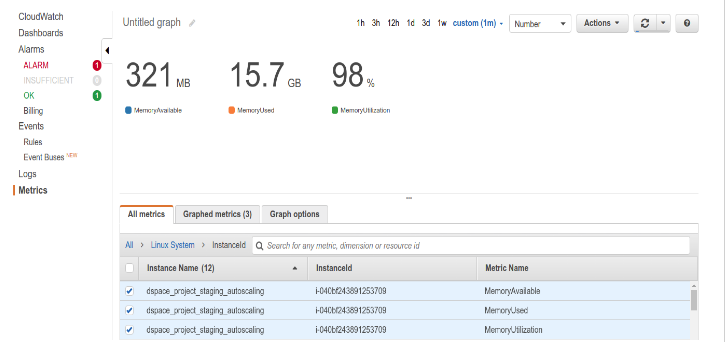 CloudWatch
Dashboards
Alarms
ALARM 1
INSUFFICIENT 0
OK 1
Billing
Events
Rules
Event Buses NEW
Logs
Metrics
Untitled graph
1h 3h 12h 1d 3d 1w custom (1m) Number Actions ?
321 MB 15.7 GB 98 %
MemoryAvailable MemoryUsed MemoryUtilization
All metrics Graphed metrics (3) Graph options
All > Linux System > InstanceId Search for any metric, dimension or resource id
Instance Name (12) InstanceId Metric Name
dspace_project_staging_autoscaling i-040bf243891253709 MemoryAvailable
dspace_project_staging_autoscaling i-040bf243891253709 MemoryUsed
dspace_project_staging_autoscaling i-040bf243891253709 MemoryUtilization